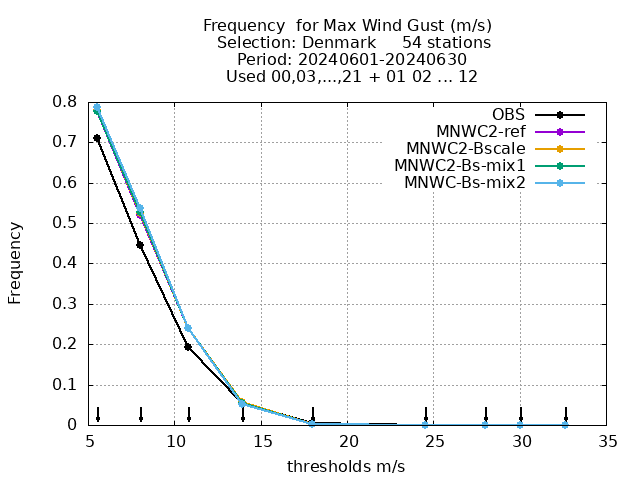 Frequency  for Max Wind Gust (m/s)
Selection: Denmark     54 stations
Period: 20240601-20240630
Used 00,03,...,21 + 01 02 ... 12
OBS
MNWC2-ref
MNWC2-Bscale
MNWC2-Bs-mix1
MNWC-Bs-mix2
Frequency
0.8
0.7
0.6
0.5
0.4
0.3
0.2
0.1
0
5 10 15 20 25 30 35
thresholds m/s